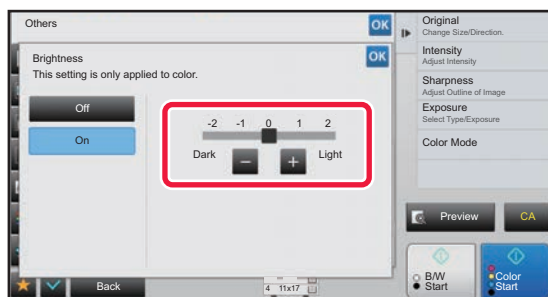 Others
OK
Brightness
OK
This setting is only applied to color.
Off
On
-2 -1 0 1 2
Dark
−
+
Light
Back
4 11x17
Original
Change Size/Direction.
Intensity
Adjust Intensity
Sharpness
Adjust Outline of Image
Exposure
Select Type/Exposure
Color Mode
Preview
CA
B/W
Start
Color
Start